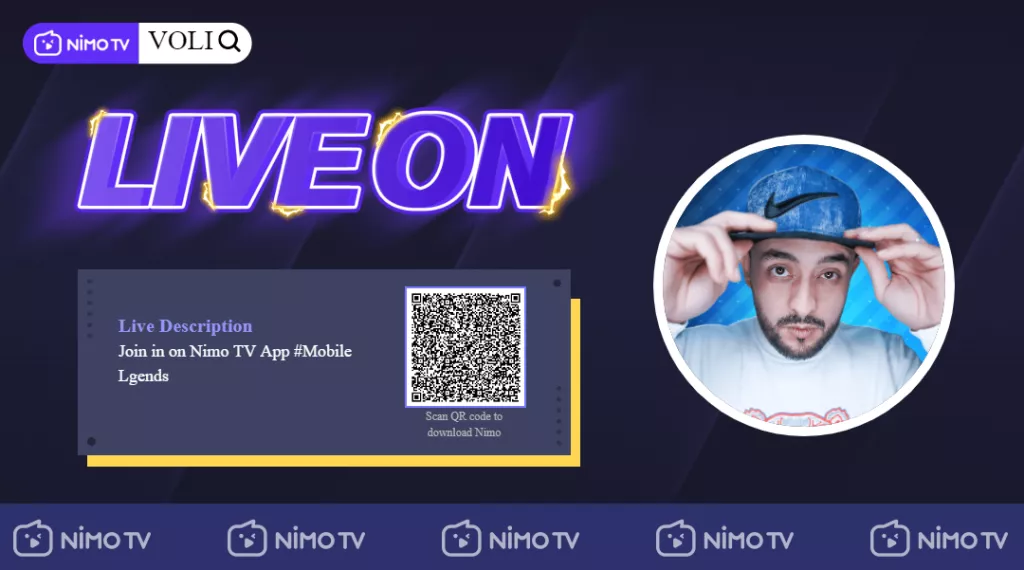 NiMO TV VOLI
LIVE ON
Live Description
Join in on Nimo TV App #Mobile
Lgends
Scan QR code to
download Nimo
NiMO TV NiMO TV NiMO TV NiMO TV NiMO TV